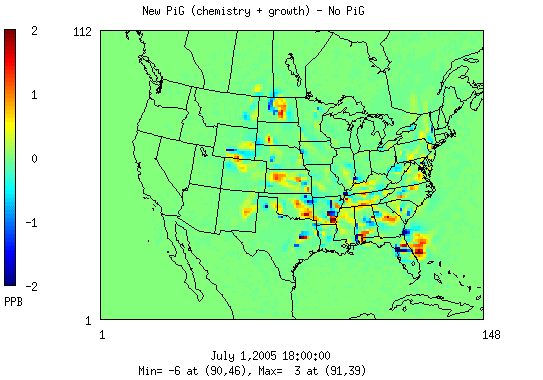 New PiG (chemistry + growth) - No PiG
112
2
1
0
-1
-2
PPB
1
1
148
July 1,2005 18:00:00
Min= -6 at (90,46), Max=  3 at (91,39)